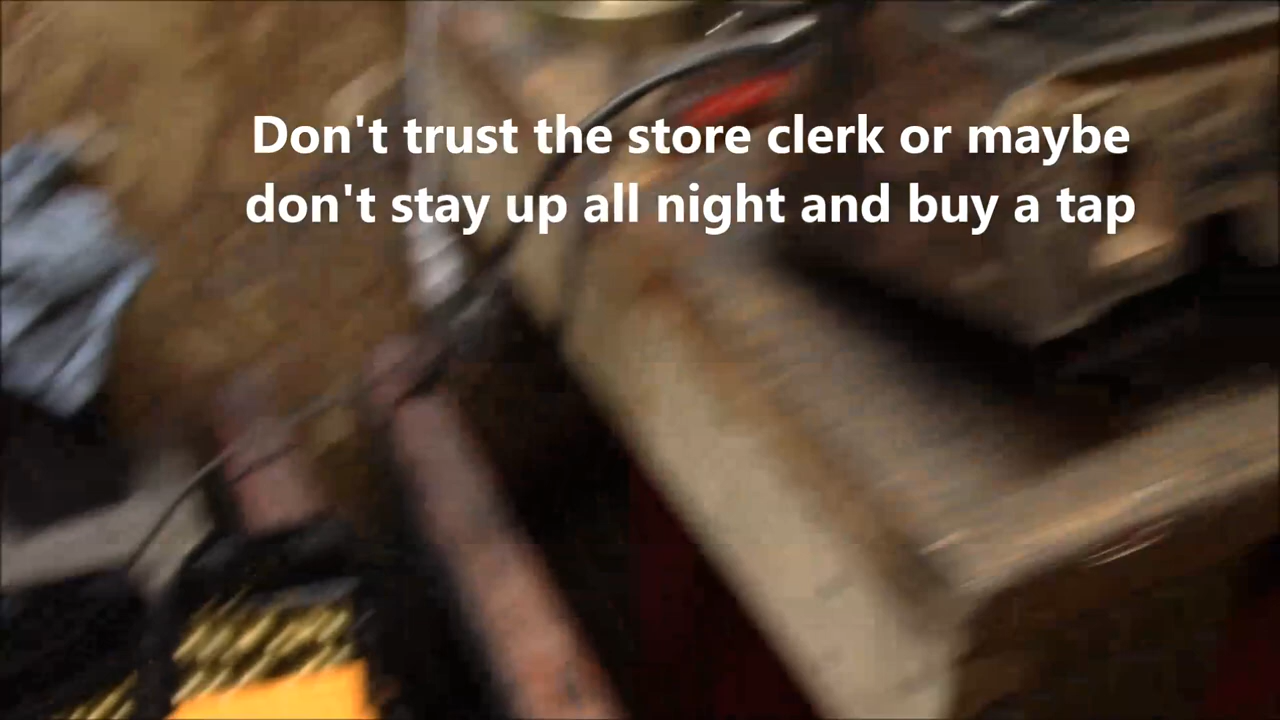 Don't trust the store clerk or maybe
don't stay up all night and buy a tap